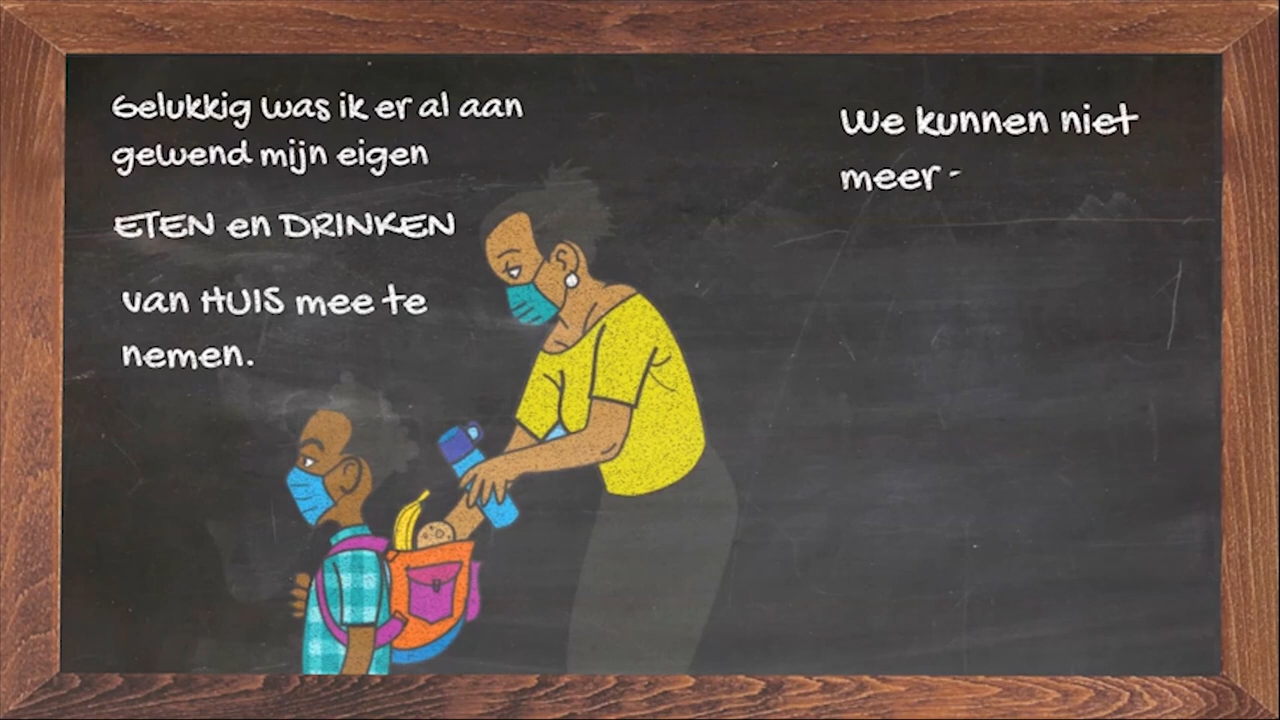 Gelukkig was ik er al aan
gewend mijn eigen
ETEN en DRINKEN
van HUIS mee te
nemen.
We kunnen niet
meer -